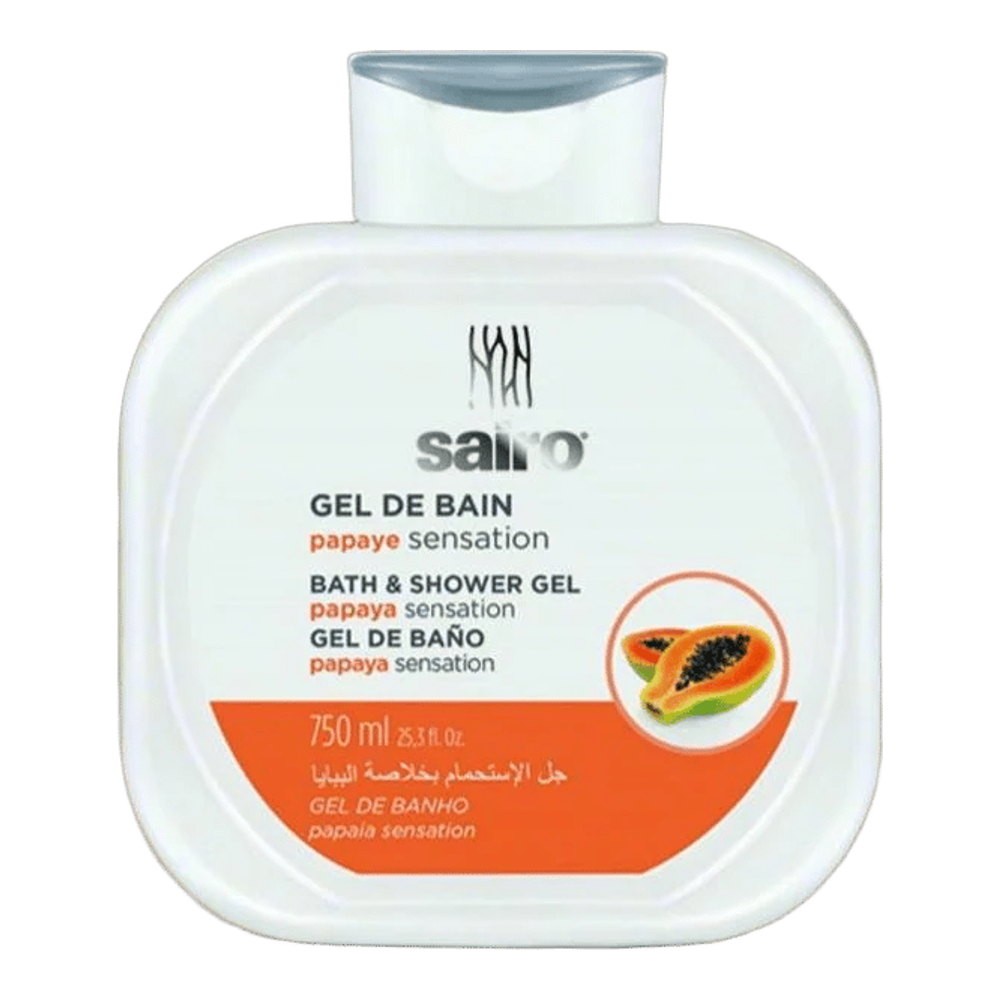 sairo
GEL DE BAIN
papaye sensation
BATH & SHOWER GEL
papaya sensation
GEL DE BAÑO
papaya sensation
750 ml 25,3 fl. Oz.
جل الإستحمام بخلاصة الببايا
GEL DE BANHO
papaia sensation